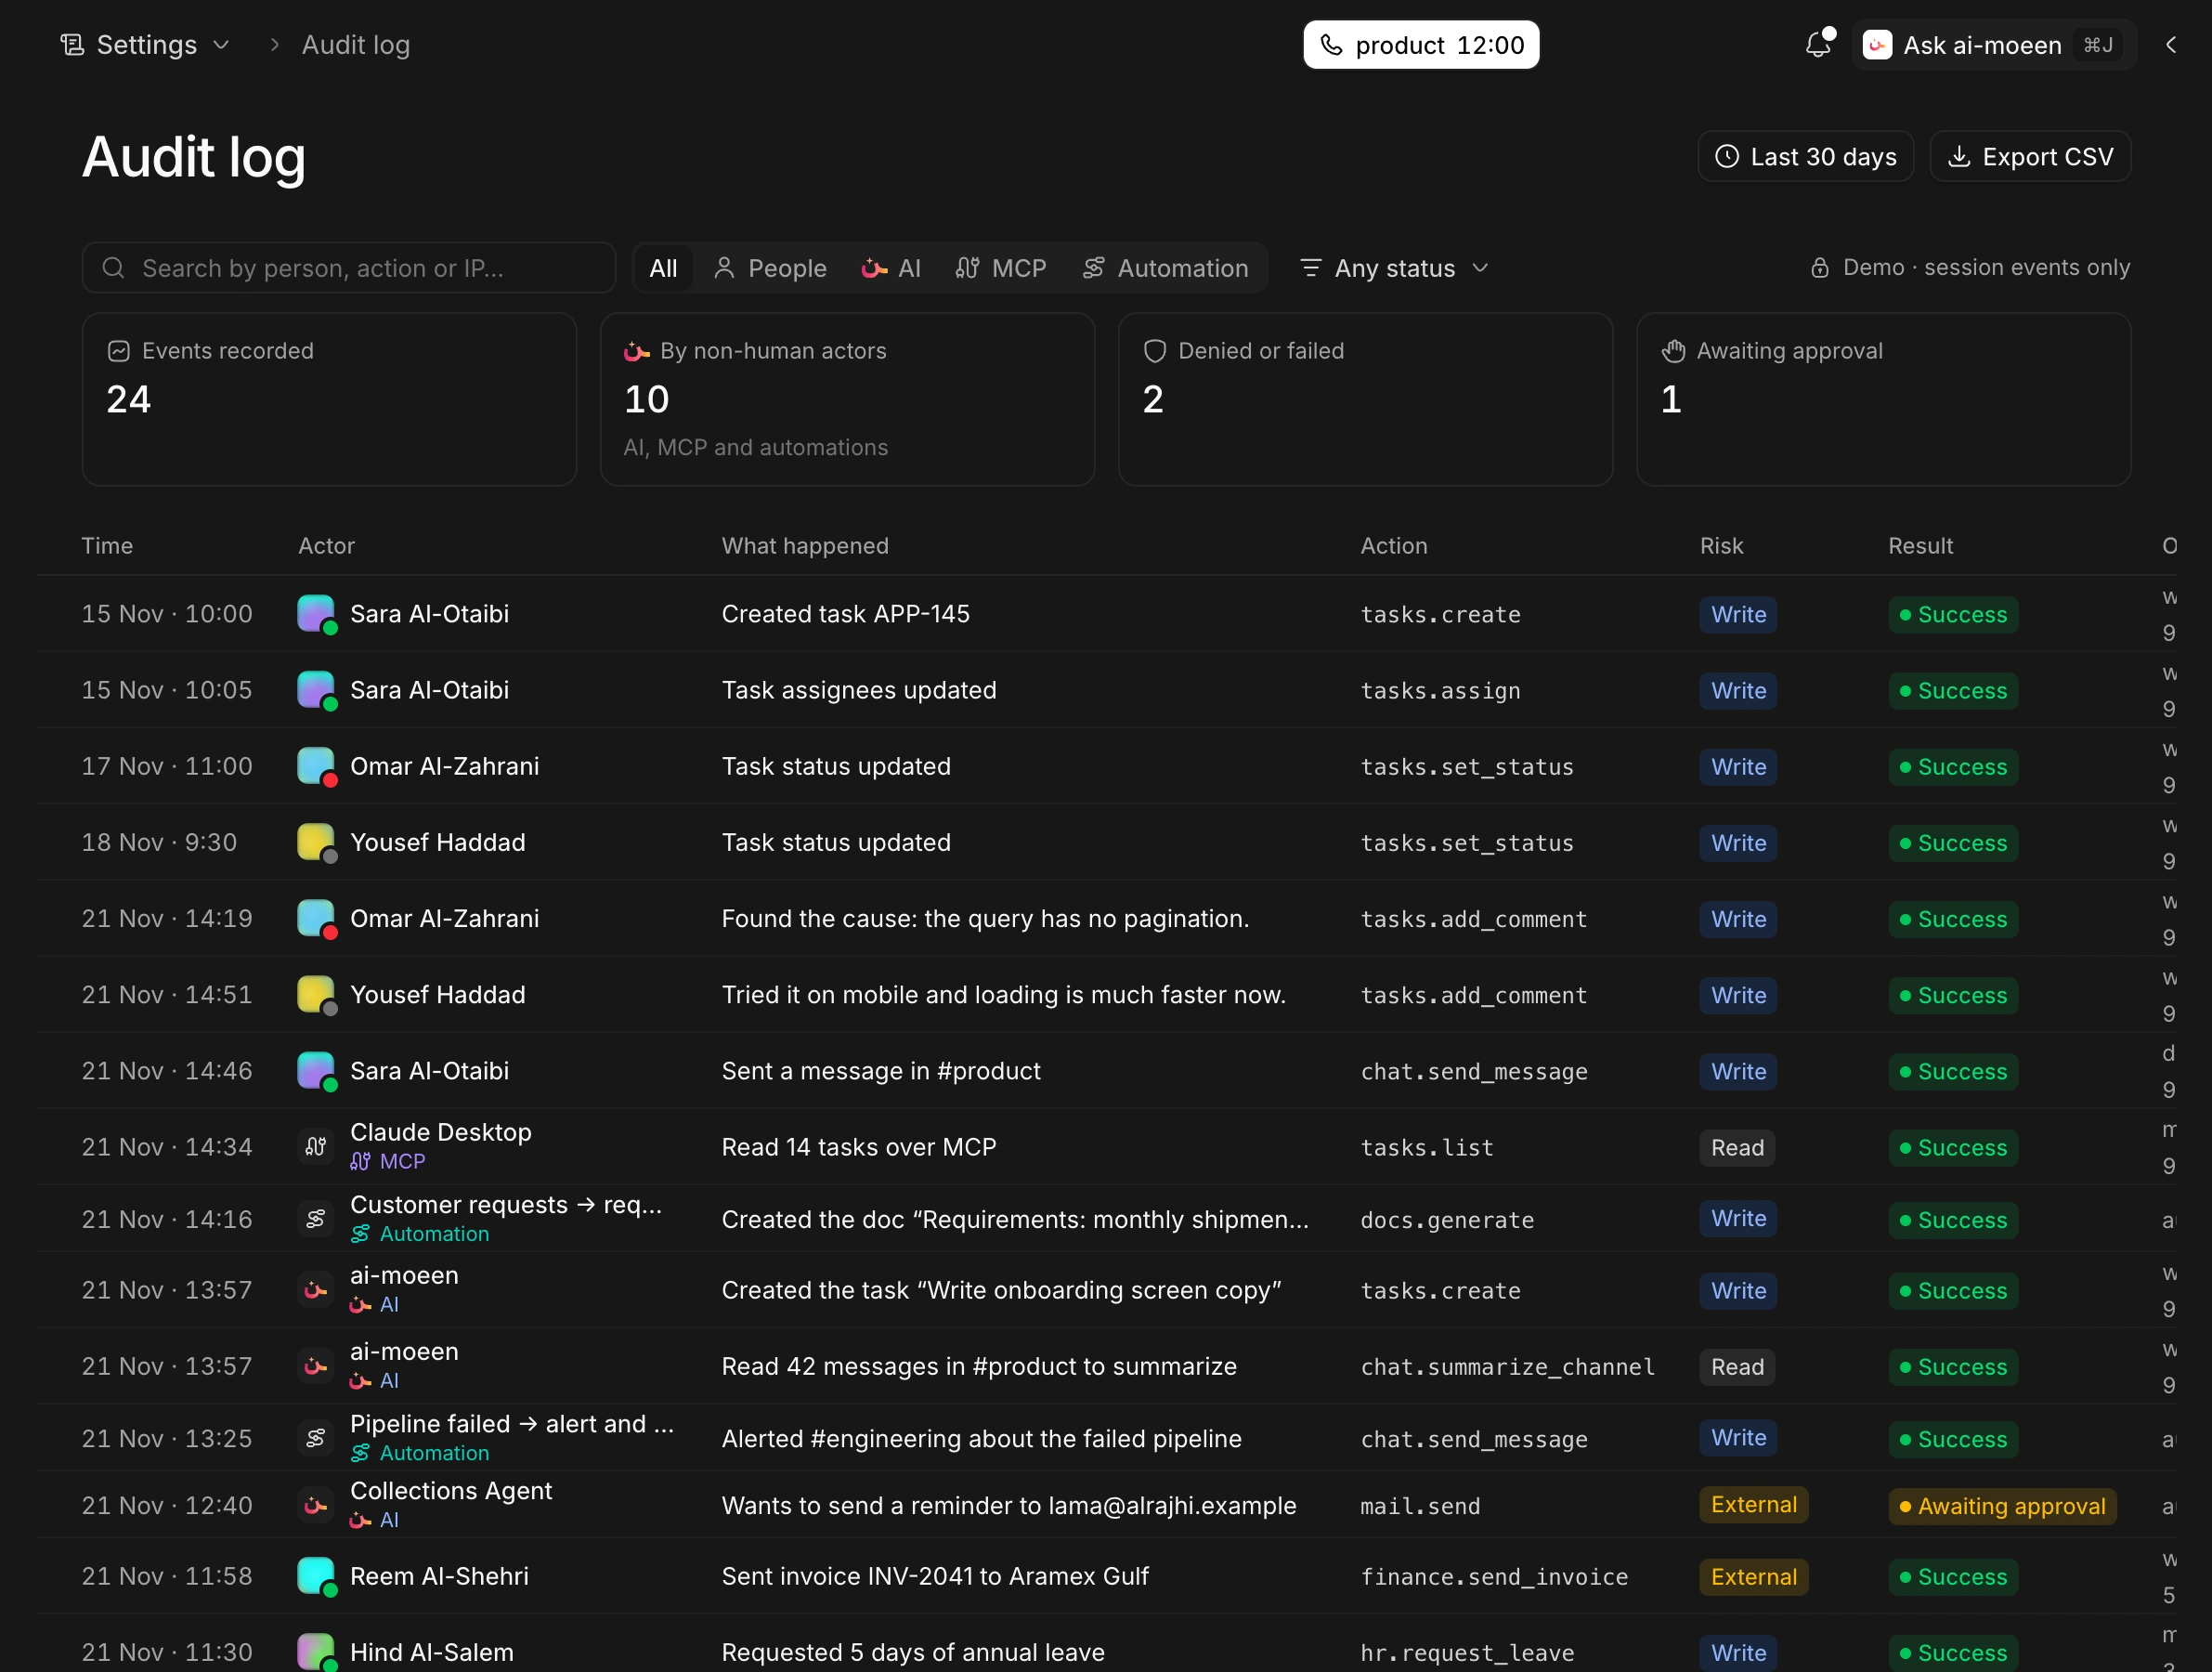 Settings > Audit log
product 12:00
Ask ai-moeen ⌘J
Audit log
Last 30 days
Export CSV
Search by person, action or IP...
All People AI MCP Automation
Any status
Demo · session events only
Events recorded
24
By non-human actors
10
AI, MCP and automations
Denied or failed
2
Awaiting approval
1
Time Actor What happened Action Risk Result
15 Nov · 10:00 Sara Al-Otaibi Created task APP-145 tasks.create Write Success
15 Nov · 10:05 Sara Al-Otaibi Task assignees updated tasks.assign Write Success
17 Nov · 11:00 Omar Al-Zahrani Task status updated tasks.set_status Write Success
18 Nov · 9:30 Yousef Haddad Task status updated tasks.set_status Write Success
21 Nov · 14:19 Omar Al-Zahrani Found the cause: the query has no pagination. tasks.add_comment Write Success
21 Nov · 14:51 Yousef Haddad Tried it on mobile and loading is much faster now. tasks.add_comment Write Success
21 Nov · 14:46 Sara Al-Otaibi Sent a message in #product chat.send_message Write Success
21 Nov · 14:34 Claude Desktop Read 14 tasks over MCP tasks.list Read Success
MCP
21 Nov · 14:16 Customer requests → req... Created the doc “Requirements: monthly shipmen... docs.generate Write Success
Automation
21 Nov · 13:57 ai-moeen Created the task “Write onboarding screen copy” tasks.create Write Success
AI
21 Nov · 13:57 ai-moeen Read 42 messages in #product to summarize chat.summarize_channel Read Success
AI
21 Nov · 13:25 Pipeline failed → alert and ... Alerted #engineering about the failed pipeline chat.send_message Write Success
Automation
21 Nov · 12:40 Collections Agent Wants to send a reminder to lama@alrajhi.example mail.send External Awaiting approval
AI
21 Nov · 11:58 Reem Al-Shehri Sent invoice INV-2041 to Aramex Gulf finance.send_invoice External Success
21 Nov · 11:30 Hind Al-Salem Requested 5 days of annual leave hr.request_leave Write Success